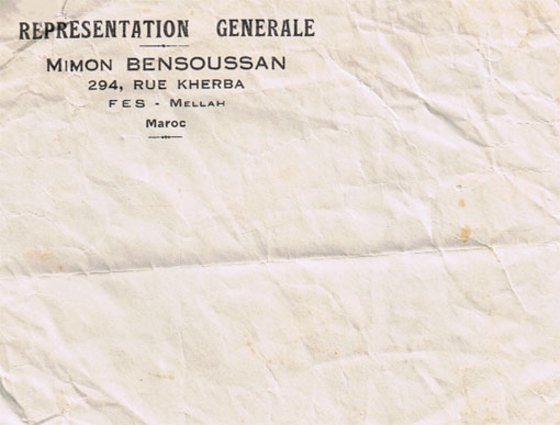 REPRESENTATION GENERALE
MIMON BENSOUSSAN
294, RUE KHERBA
FES - MELLAH
Maroc